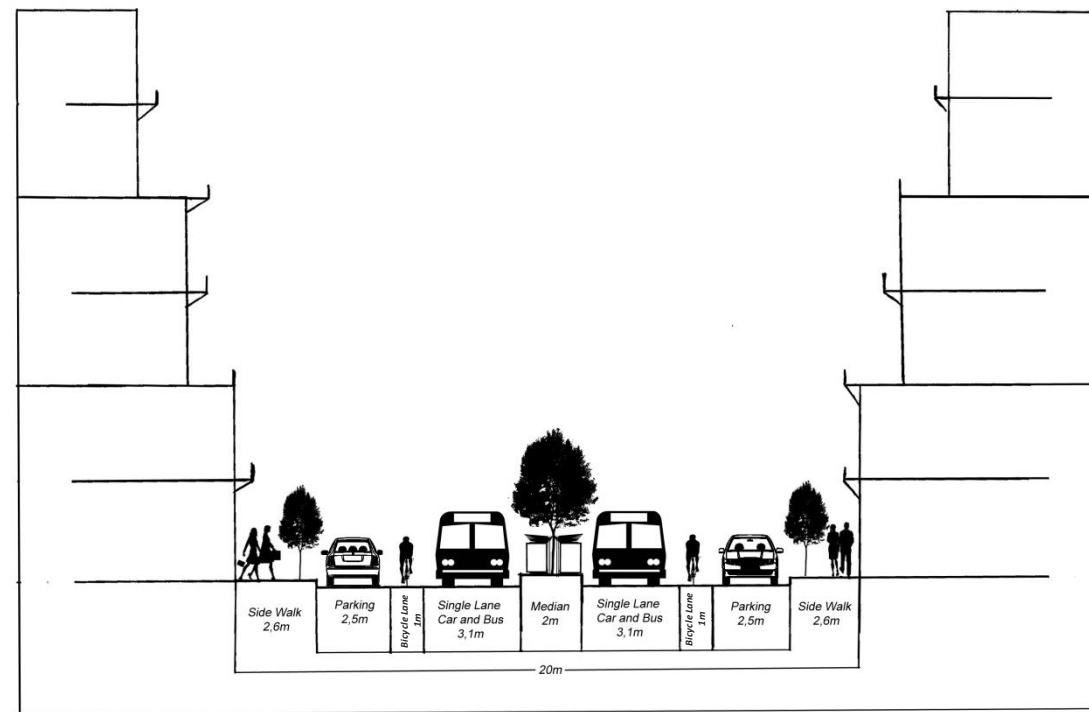 Side Walk
2,6m
Parking
2,5m
Bicycle Lane
1m
Single Lane
Car and Bus
3,1m
Median
2m
Single Lane
Car and Bus
3,1m
Bicycle Lane
1m
Parking
2,5m
Side Walk
2,6m
20m